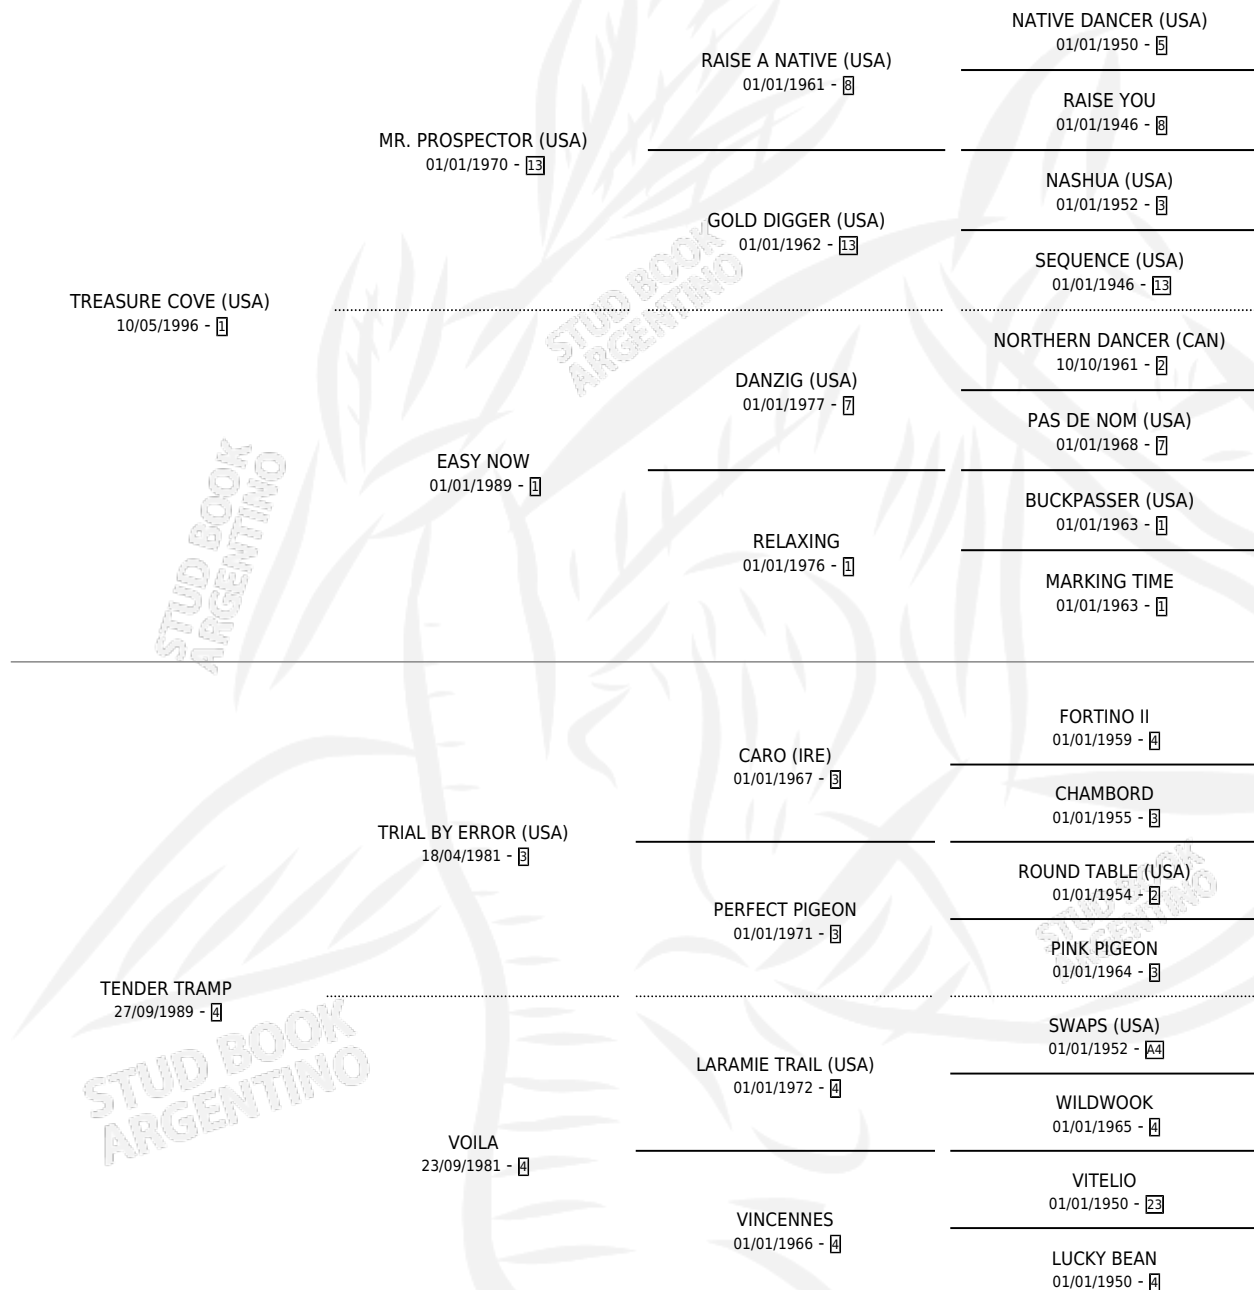 NATIVE DANCER (USA)
01/01/1950 - 5
RAISE A NATIVE (USA)
01/01/1961 - 8
RAISE YOU
01/01/1946 - 8
MR. PROSPECTOR (USA)
01/01/1970 - 13
NASHUA (USA)
01/01/1952 - 3
GOLD DIGGER (USA)
01/01/1962 - 13
SEQUENCE (USA)
01/01/1946 - 13
TREASURE COVE (USA)
10/05/1996 - 1
NORTHERN DANCER (CAN)
10/10/1961 - 2
DANZIG (USA)
01/01/1977 - 7
PAS DE NOM (USA)
01/01/1968 - 7
EASY NOW
01/01/1989 - 1
BUCKPASSER (USA)
01/01/1963 - 1
RELAXING
01/01/1976 - 1
MARKING TIME
01/01/1963 - 1
STUD BOOK
ARGENTINO
STUD BOOK
ARGENTINO
FORTINO II
01/01/1959 - 4
CARO (IRE)
01/01/1967 - 3
CHAMBORD
01/01/1955 - 3
TRIAL BY ERROR (USA)
18/04/1981 - 3
ROUND TABLE (USA)
01/01/1954 - 2
PERFECT PIGEON
01/01/1971 - 3
PINK PIGEON
01/01/1964 - 3
STUD BOOK
ARGENTINO
TENDER TRAMP
27/09/1989 - 4
SWAPS (USA)
01/01/1952 - A4
LARAMIE TRAIL (USA)
01/01/1972 - 4
WILDWOOK
01/01/1965 - 4
VOILA
23/09/1981 - 4
VITELIO
01/01/1950 - 23
VINCENNES
01/01/1966 - 4
LUCKY BEAN
01/01/1950 - 4
STUD BOOK
ARGENTINO